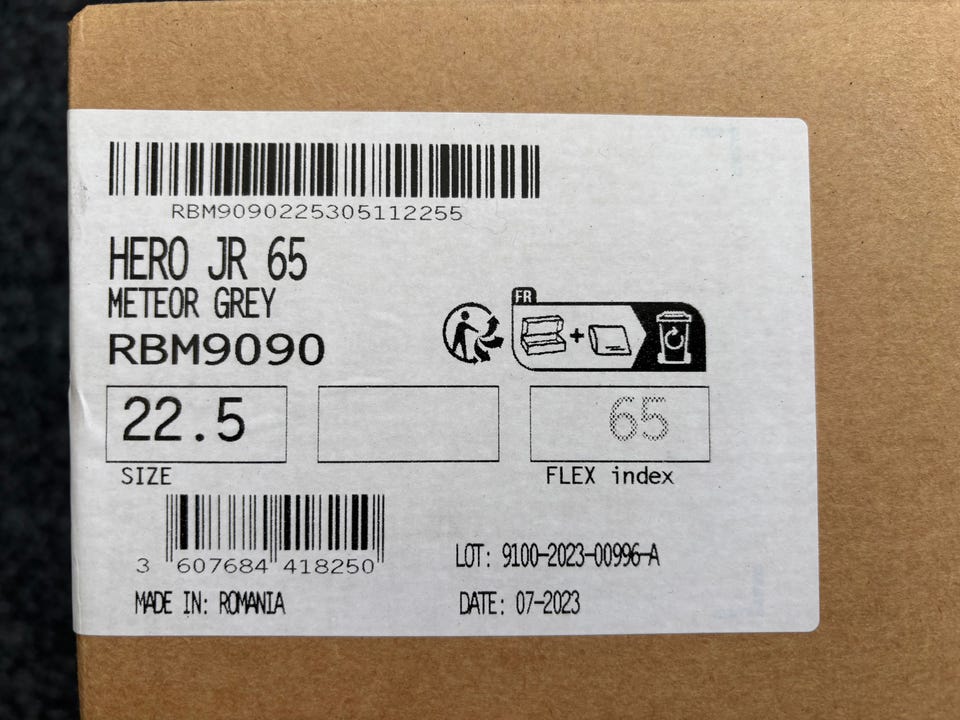 RBM9090225305112255
HERO JR 65
METEOR GREY
RBM9090
FR
22.5
65
SIZE
FLEX index
3 607684 418250
LOT: 9100-2023-00996-A
MADE IN: ROMANIA
DATE: 07-2023